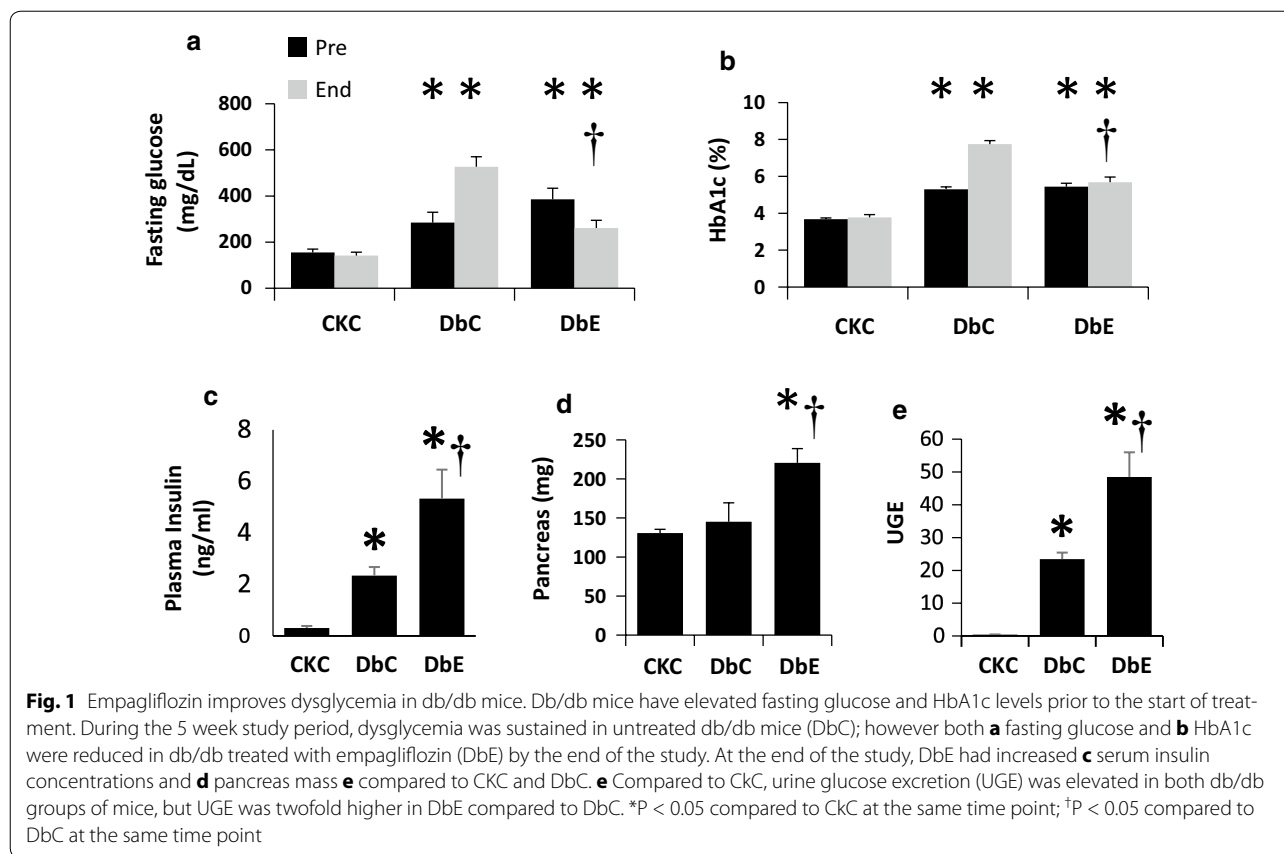 a
Pre
End
* * * *
†
800
600
400
200
0
Fasting glucose
(mg/dL)
CKC DbC DbE
b
* * * *
†
10
8
6
4
2
0
HbA1c (%)
CKC DbC DbE
c
*
*†
8
6
4
2
0
Plasma Insulin
(ng/ml)
CKC DbC DbE
d
*†
250
200
150
100
50
0
Pancreas (mg)
CKC DbC DbE
e
*
*†
60
50
40
30
20
10
0
UGE
CKC DbC DbE
Fig. 1 Empagliflozin improves dysglycemia in db/db mice. Db/db mice have elevated fasting glucose and HbA1c levels prior to the start of treat-
ment. During the 5 week study period, dysglycemia was sustained in untreated db/db mice (DbC); however both a fasting glucose and b HbA1c
were reduced in db/db treated with empagliflozin (DbE) by the end of the study. At the end of the study, DbE had increased c serum insulin
concentrations and d pancreas mass e compared to CKC and DbC. e Compared to CkC, urine glucose excretion (UGE) was elevated in both db/db
groups of mice, but UGE was twofold higher in DbE compared to DbC. *P < 0.05 compared to CkC at the same time point; †P < 0.05 compared to
DbC at the same time point